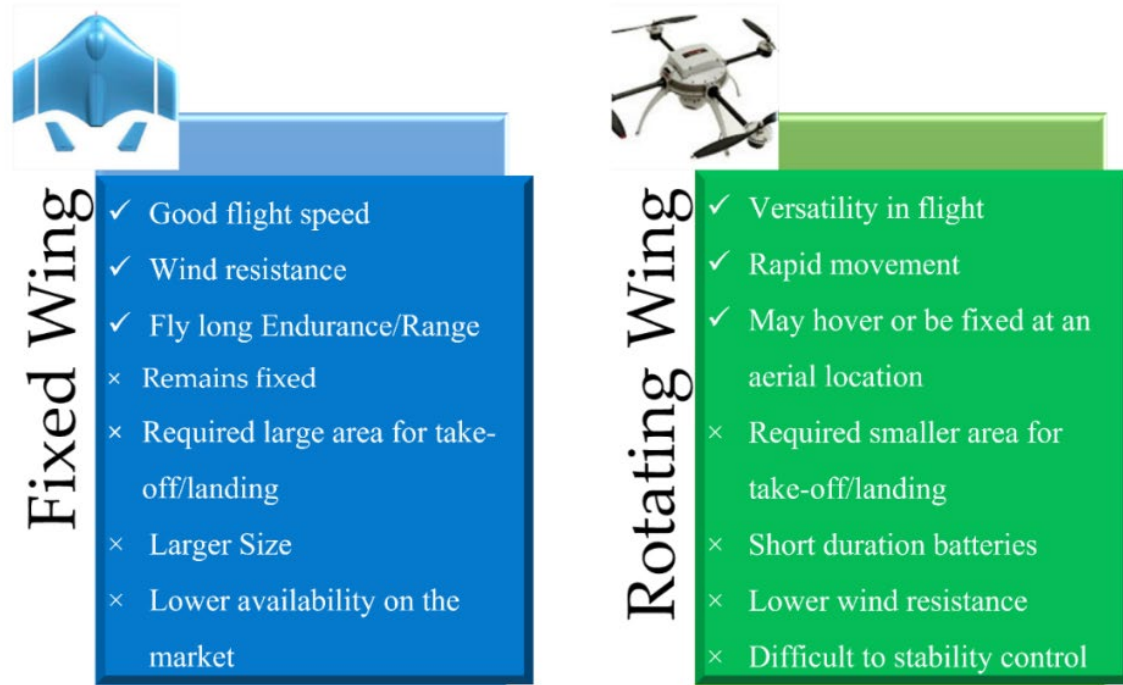 Fixed Wing
✓ Good flight speed
✓ Wind resistance
✓ Fly long Endurance/Range
× Remains fixed
× Required large area for take-
off/landing
× Larger Size
× Lower availability on the
market
Rotating Wing
✓ Versatility in flight
✓ Rapid movement
✓ May hover or be fixed at an
aerial location
× Required smaller area for
take-off/landing
× Short duration batteries
× Lower wind resistance
× Difficult to stability control